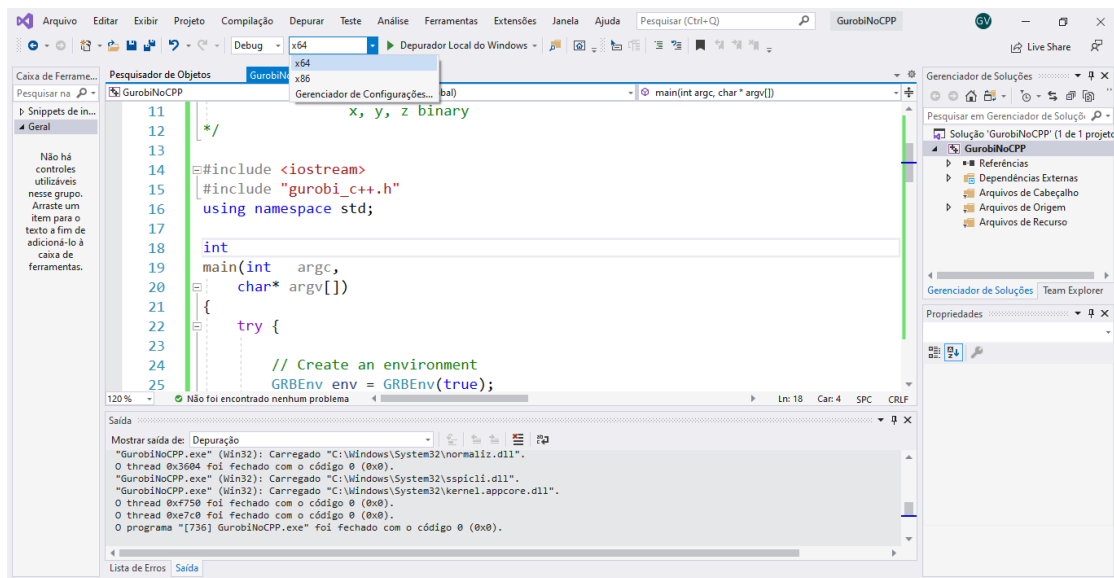 Arquivo Editar Exibir Projeto Compilação Depurar Teste Análise Ferramentas Extensões Janela Ajuda Pesquisar (Ctrl+Q) GurobiNoCPP GV
Debug x64 Depurador Local do Windows Live Share
x64
x86
Gerenciador de Configurações...
Caixa de Ferrame...
Pesquisar na
Snippets de in...
Geral
Não há
controles
utilizáveis
nesse grupo.
Arraste um
item para o
texto a fim de
adicioná-lo à
caixa de
ferramentas.
Pesquisador de Objetos GurobiNo
GurobiNoCPP bal) main(int argc, char * argv[])
11 x, y, z binary
12 */
13
14 #include <iostream>
15 #include "gurobi_c++.h"
16 using namespace std;
17
18 int
19 main(int argc,
20 char* argv[])
21 {
22 try {
23
24 // Create an environment
25 GRBEnv env = GRBEnv(true);
120 % Não foi encontrado nenhum problema Ln: 18 Car: 4 SPC CRLF
Saída
Mostrar saída de: Depuração
"GurobiNoCPP.exe" (Win32): Carregado "C:\Windows\System32\normaliz.dll".
O thread 0x3604 foi fechado com o código 0 (0x0).
"GurobiNoCPP.exe" (Win32): Carregado "C:\Windows\System32\sspicli.dll".
"GurobiNoCPP.exe" (Win32): Carregado "C:\Windows\System32\kernel.appcore.dll".
O thread 0xf750 foi fechado com o código 0 (0x0).
O thread 0xe7c0 foi fechado com o código 0 (0x0).
O programa "[736] GurobiNoCPP.exe" foi fechado com o código 0 (0x0).
Lista de Erros Saída
Gerenciador de Soluções
Pesquisar em Gerenciador de Soluçõ
Solução 'GurobiNoCPP' (1 de 1 projeto
GurobiNoCPP
Referências
Dependências Externas
Arquivos de Cabeçalho
Arquivos de Origem
Arquivos de Recurso
Gerenciador de Soluções Team Explorer
Propriedades